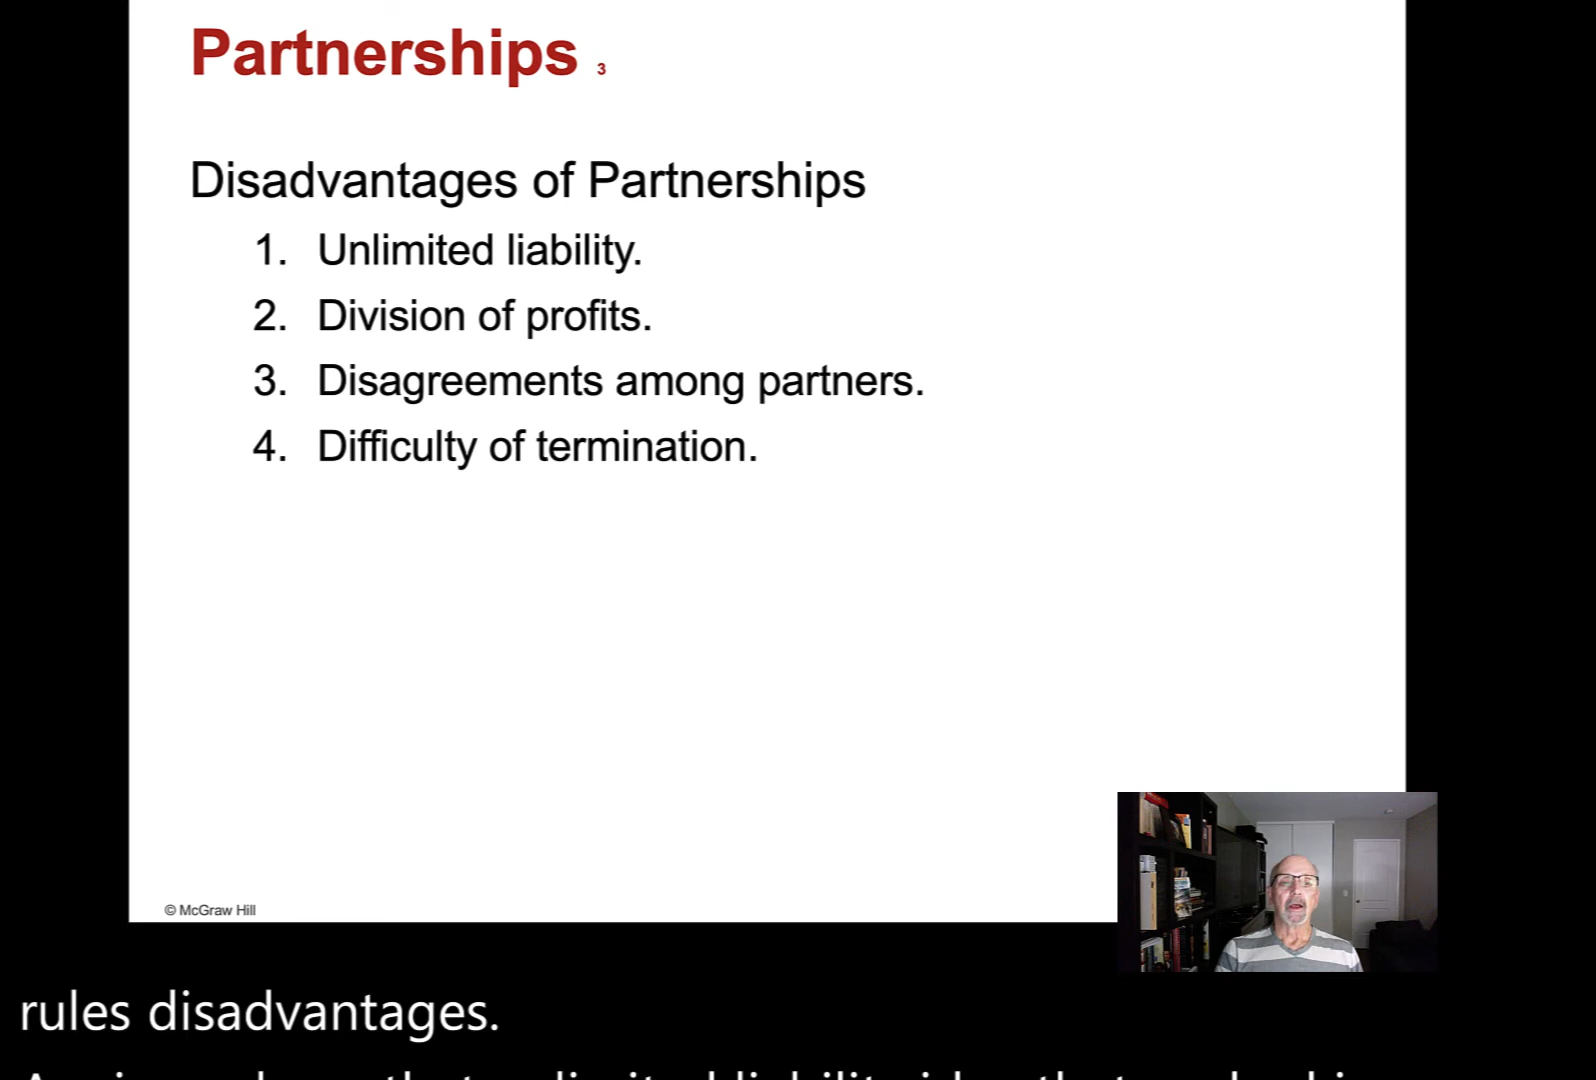 Partnerships 3
Disadvantages of Partnerships
1. Unlimited liability.
2. Division of profits.
3. Disagreements among partners.
4. Difficulty of termination.
© McGraw Hill
rules disadvantages.